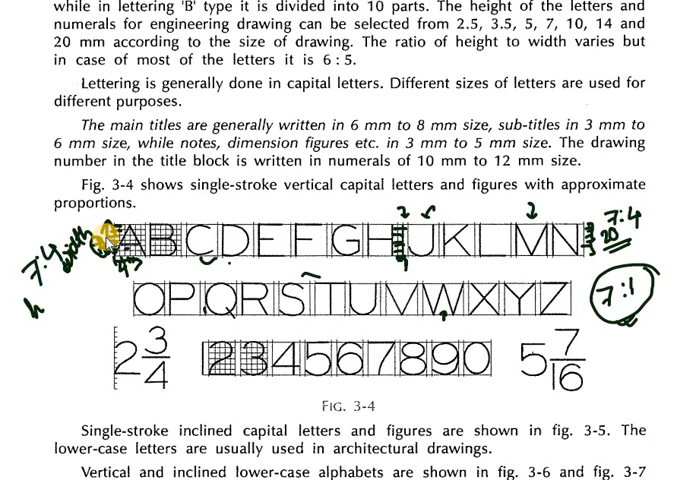 while in lettering 'B' type it is divided into 10 parts. The height of the letters and
numerals for engineering drawing can be selected from 2.5, 3.5, 5, 7, 10, 14 and
20 mm according to the size of drawing. The ratio of height to width varies but
in case of most of the letters it is 6 : 5.
Lettering is generally done in capital letters. Different sizes of letters are used for
different purposes.
The main titles are generally written in 6 mm to 8 mm size, sub-titles in 3 mm to
6 mm size, while notes, dimension figures etc. in 3 mm to 5 mm size. The drawing
number in the title block is written in numerals of 10 mm to 12 mm size.
Fig. 3-4 shows single-stroke vertical capital letters and figures with approximate
proportions.
7:4 width
h
ABCDEFGHIJKLMN
7:4
20
OPQRSTUVWXYZ
7:1
2 3/4 1234567890 5 7/16
FIG. 3-4
Single-stroke inclined capital letters and figures are shown in fig. 3-5. The
lower-case letters are usually used in architectural drawings.
Vertical and inclined lower-case alphabets are shown in fig. 3-6 and fig. 3-7